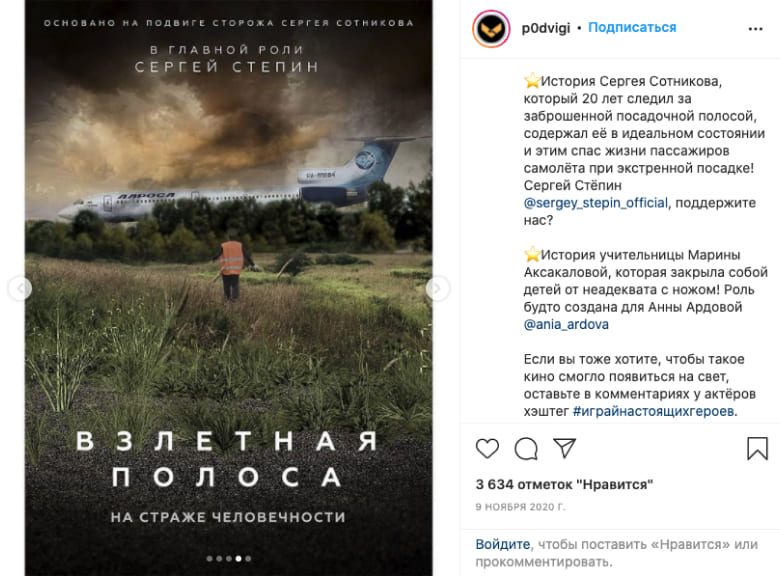 ОСНОВАНО НА ПОДВИГЕ СТОРОЖА СЕРГЕЯ СОТНИКОВА
В ГЛАВНОЙ РОЛИ
СЕРГЕЙ СТЕПИН
АЛРОСА
ВЗЛЕТНАЯ
ПОЛОСА
НА СТРАЖЕ ЧЕЛОВЕЧНОСТИ
p0dvigi • Подписаться
⭐История Сергея Сотникова,
который 20 лет следил за
заброшенной посадочной полосой,
содержал её в идеальном состоянии
и этим спас жизни пассажиров
самолёта при экстренной посадке!
Сергей Стёпин
@sergey_stepin_official, поддержите
нас?
⭐История учительницы Марины
Аксакаловой, которая закрыла собой
детей от неадеквата с ножом! Роль
будто создана для Анны Ардовой
@ania_ardova
Если вы тоже хотите, чтобы такое
кино смогло появиться на свет,
оставьте в комментариях у актёров
хэштег #играйнастоящихгероев.
3 634 отметок "Нравится"
9 НОЯБРЯ 2020 Г.
Войдите, чтобы поставить «Нравится» или
прокомментировать.